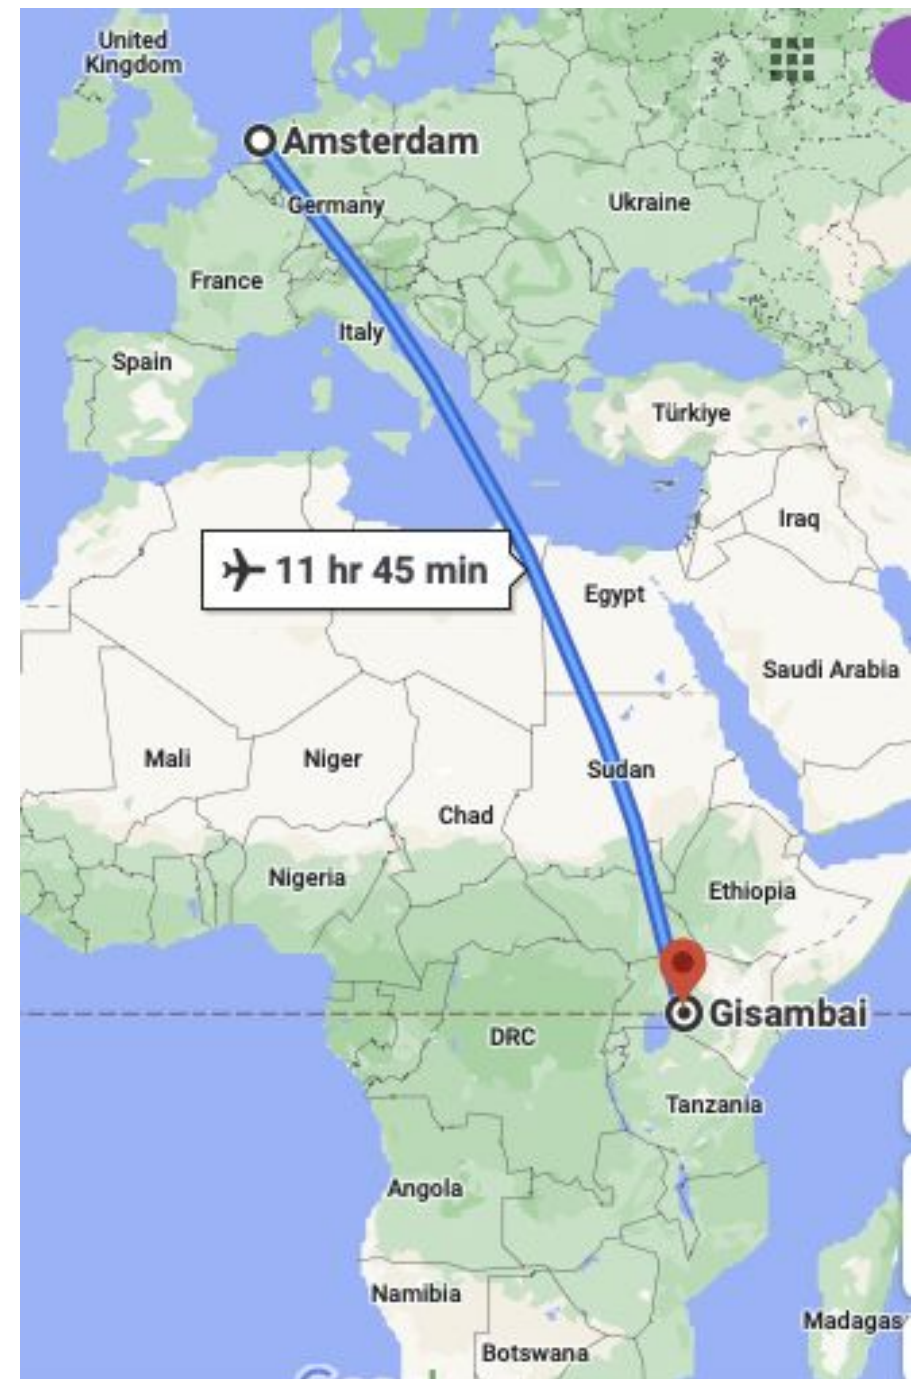 United
Kingdom
Amsterdam
Germany
Ukraine
France
Italy
Spain
Türkiye
Iraq
11 hr 45 min
Egypt
Saudi Arabia
Mali
Niger
Sudan
Chad
Nigeria
Ethiopia
Gisambai
DRC
Tanzania
Angola
Namibia
Madagas
Botswana